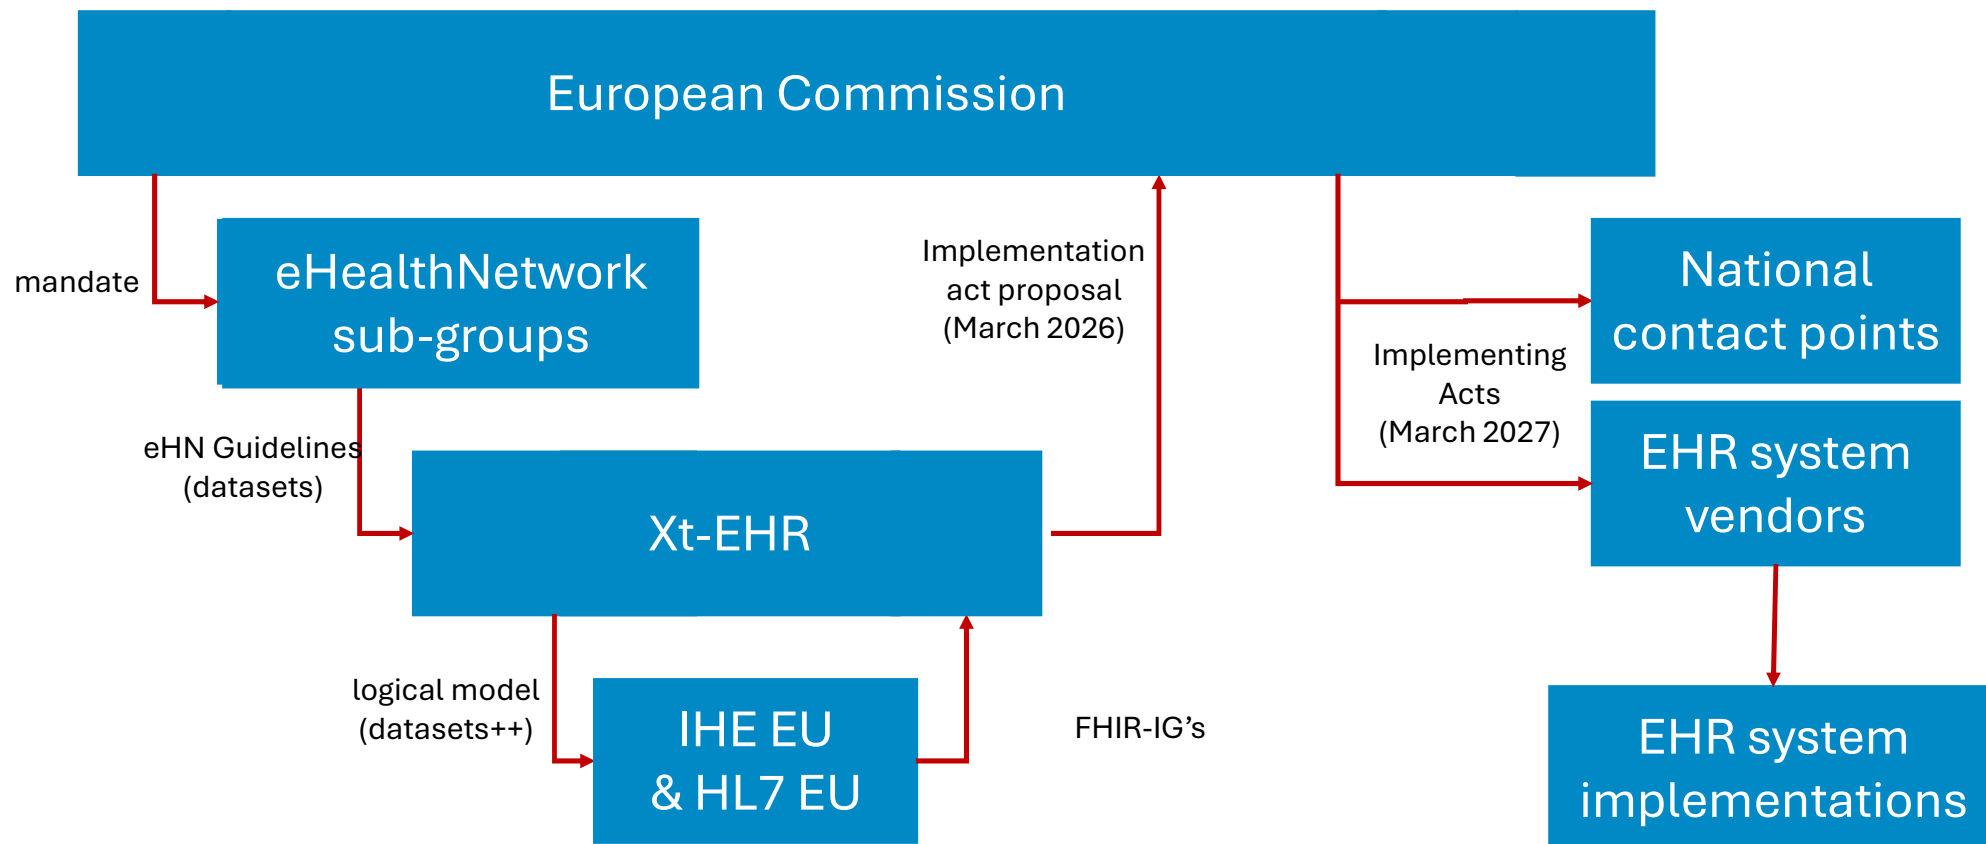 European Commission
mandate
eHealthNetwork
sub-groups
eHN Guidelines
(datasets)
Xt-EHR
logical model
(datasets++)
IHE EU
& HL7 EU
FHIR-IG’s
Implementation
act proposal
(March 2026)
Implementing
Acts
(March 2027)
National
contact points
EHR system
vendors
EHR system
implementations